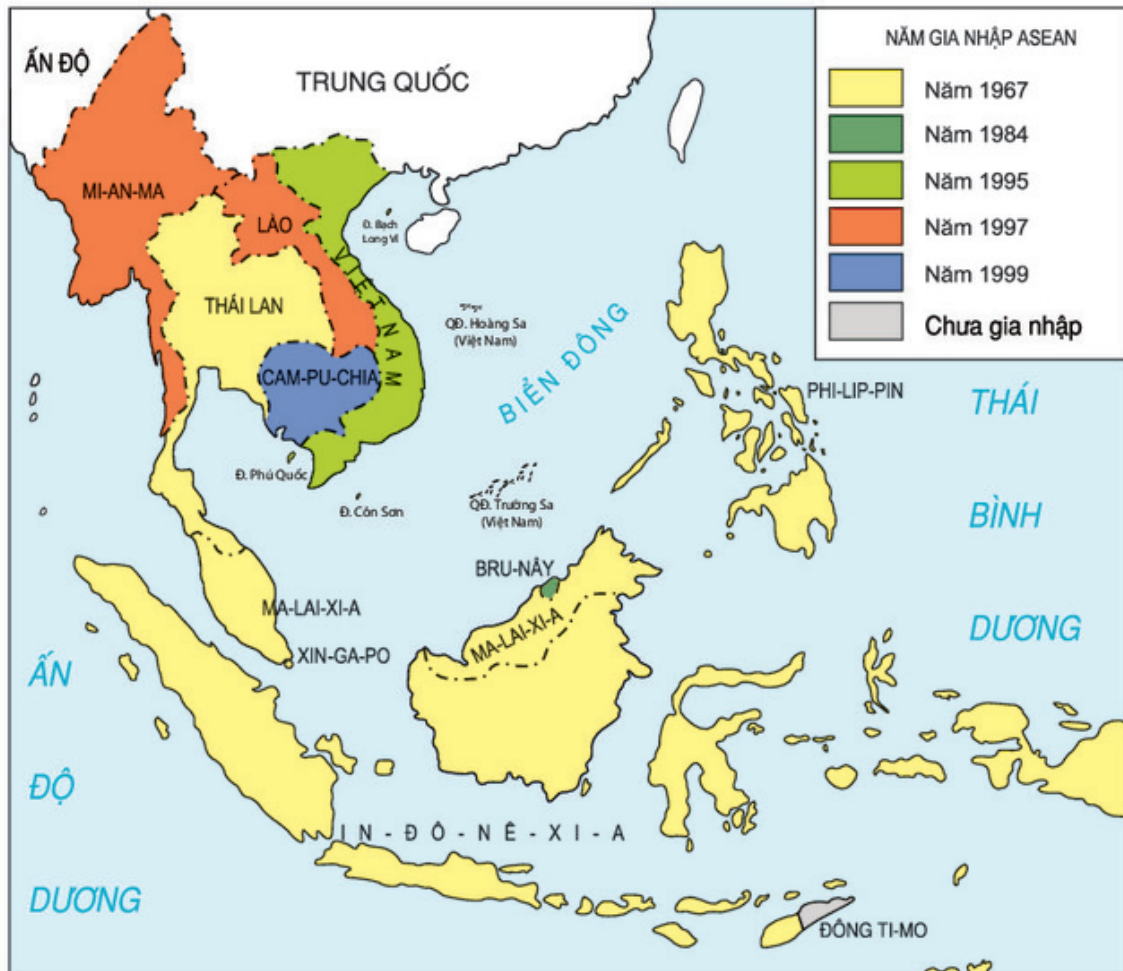 ẤN ĐỘ
TRUNG QUỐC
NĂM GIA NHẬP ASEAN
Năm 1967
Năm 1984
Năm 1995
Năm 1997
Năm 1999
Chưa gia nhập
MI-AN-MA
LÀO
Đ. Bạch
Long Vĩ
THÁI LAN
VIỆT NAM
QĐ. Hoàng Sa
(Việt Nam)
CAM-PU-CHIA
BIỂN ĐÔNG
PHI-LIP-PIN
THÁI
BÌNH
DƯƠNG
Đ. Phú Quốc
Đ. Côn Sơn
QĐ. Trường Sa
(Việt Nam)
BRU-NÂY
MA-LAI-XI-A
MA-LAI-XI-A
XIN-GA-PO
ẤN
ĐỘ
DƯƠNG
IN-ĐÔ-NÊ-XI-A
ĐÔNG TI-MO